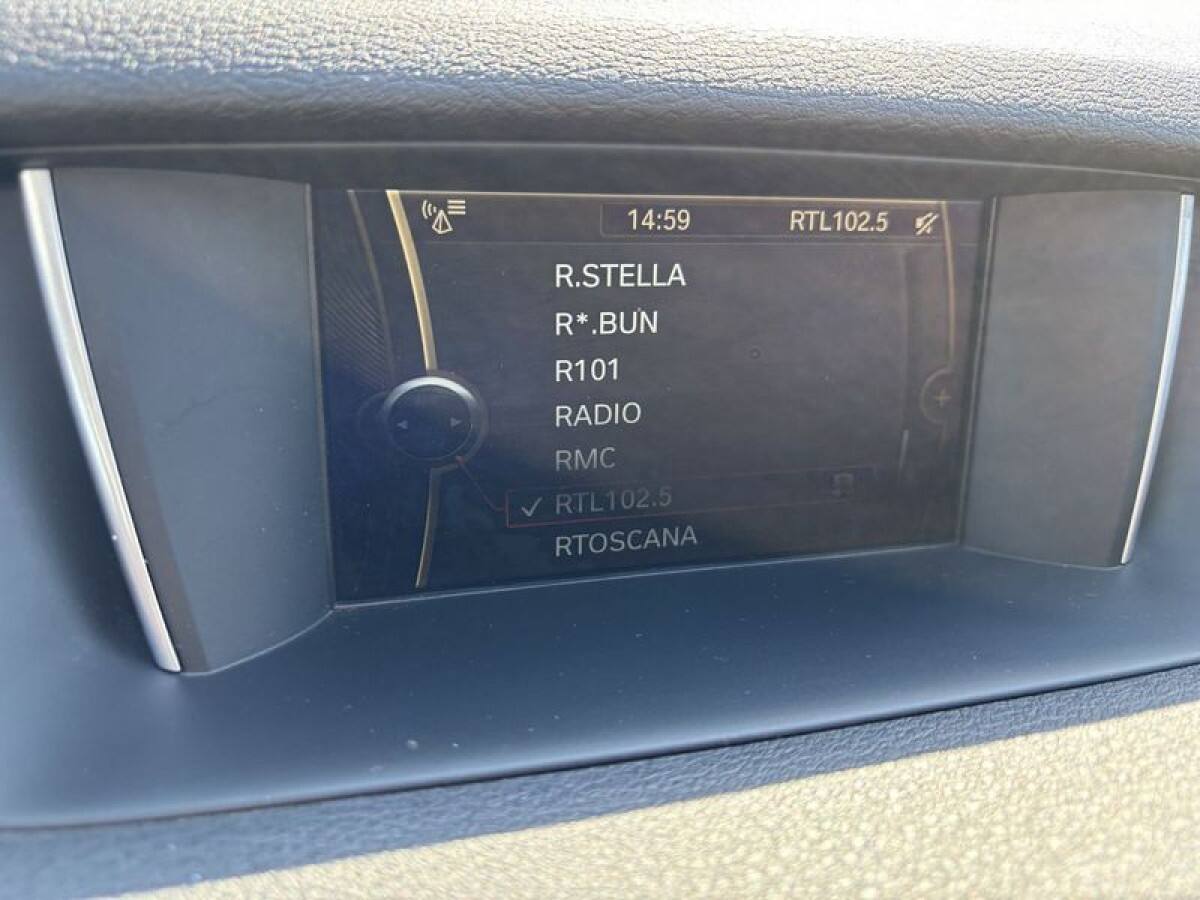 14:59 RTL102.5
R.STELLA
R*.BUN
R101
RADIO
RMC
✓ RTL102.5
RTOSCANA